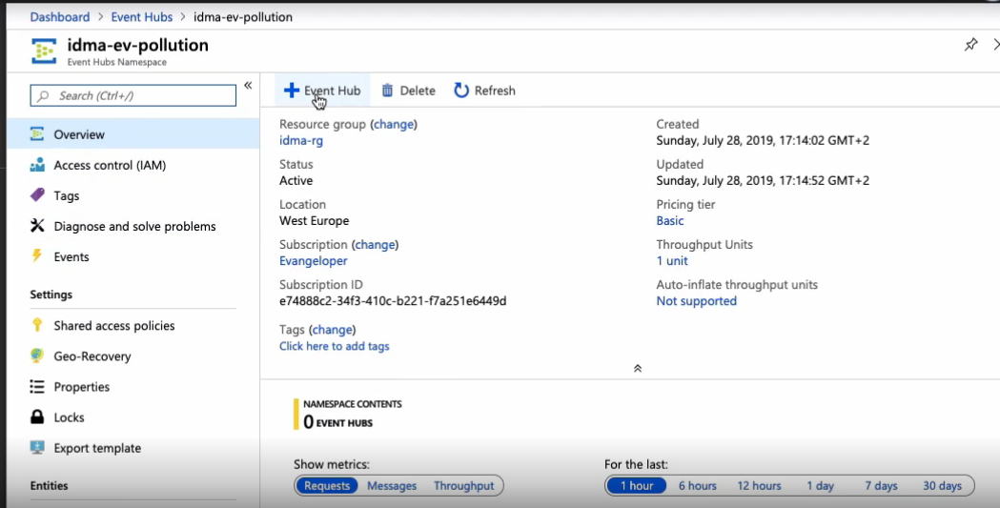 Dashboard > Event Hubs > idma-ev-pollution
idma-ev-pollution
Event Hubs Namespace
Search (Ctrl+/)
«
Overview
Access control (IAM)
Tags
Diagnose and solve problems
Events
Settings
Shared access policies
Geo-Recovery
Properties
Locks
Export template
Entities
Event Hub Delete Refresh
Resource group (change)
idma-rg
Status
Active
Location
West Europe
Subscription (change)
Evangeloper
Subscription ID
e74888c2-34f3-410c-b221-f7a251e6449d
Tags (change)
Click here to add tags
Created
Sunday, July 28, 2019, 17:14:02 GMT+2
Updated
Sunday, July 28, 2019, 17:14:52 GMT+2
Pricing tier
Basic
Throughput Units
1 unit
Auto-inflate throughput units
Not supported
NAMESPACE CONTENTS
0 EVENT HUBS
Show metrics:
Requests Messages Throughput
For the last:
1 hour 6 hours 12 hours 1 day 7 days 30 days